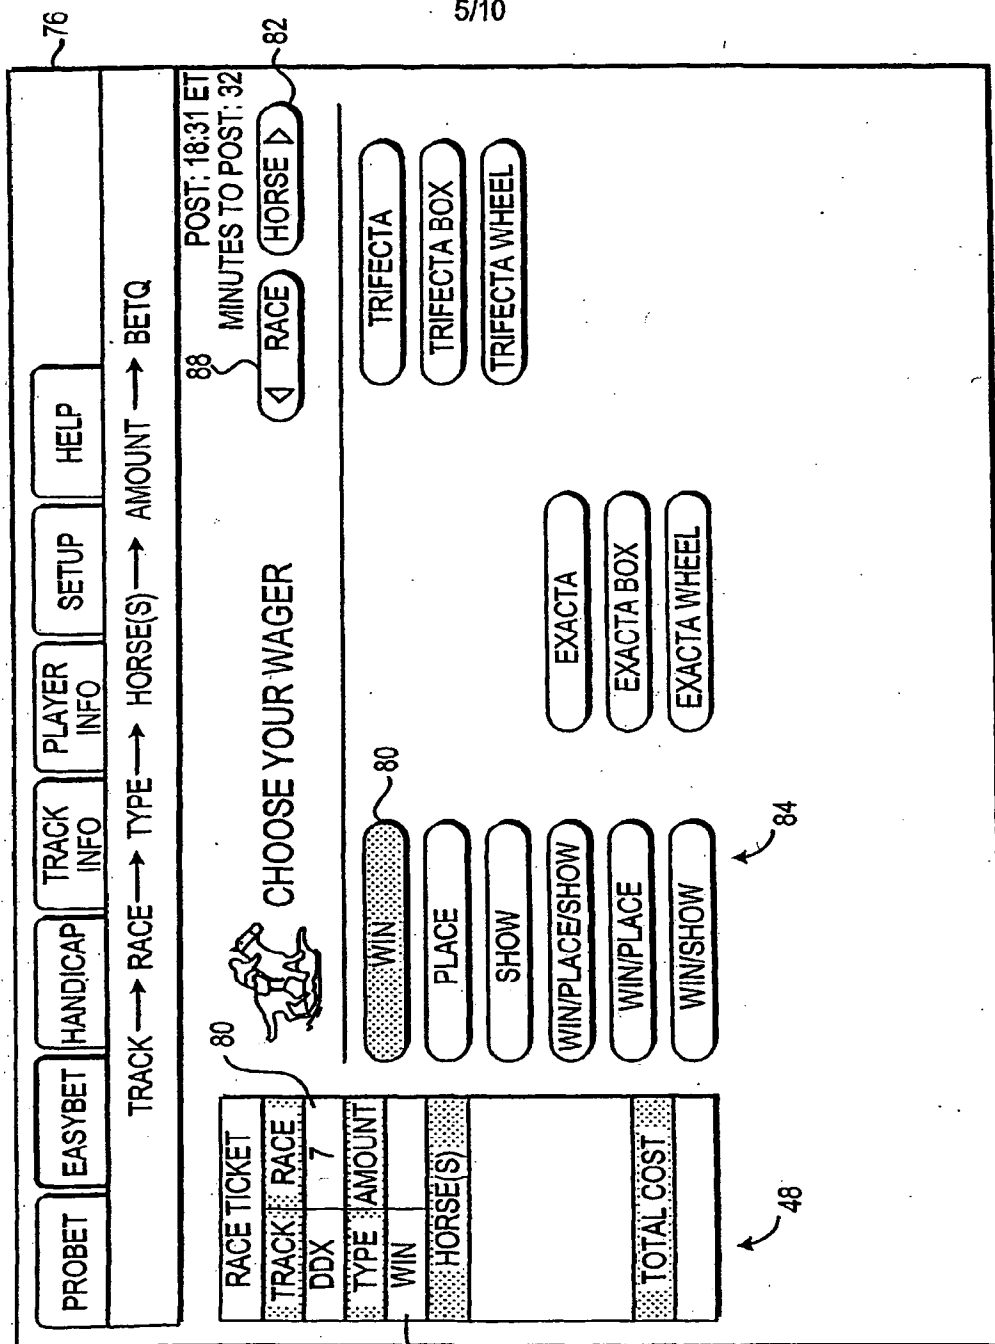 5/10
76
PROBET EASYBET HANDICAP TRACK INFO PLAYER INFO SETUP HELP
TRACK → RACE → TYPE → HORSE(S) → AMOUNT → BETQ
POST: 18:31 ET
MINUTES TO POST: 32
88
◁ RACE
HORSE ▷
82
CHOOSE YOUR WAGER
80
RACE TICKET
TRACK RACE
DDX 7
TYPE AMOUNT
WIN
HORSE(S)
TOTAL COST
48
80
WIN
PLACE
SHOW
WIN/PLACE/SHOW
WIN/PLACE
WIN/SHOW
84
EXACTA
EXACTA BOX
EXACTA WHEEL
TRIFECTA
TRIFECTA BOX
TRIFECTA WHEEL